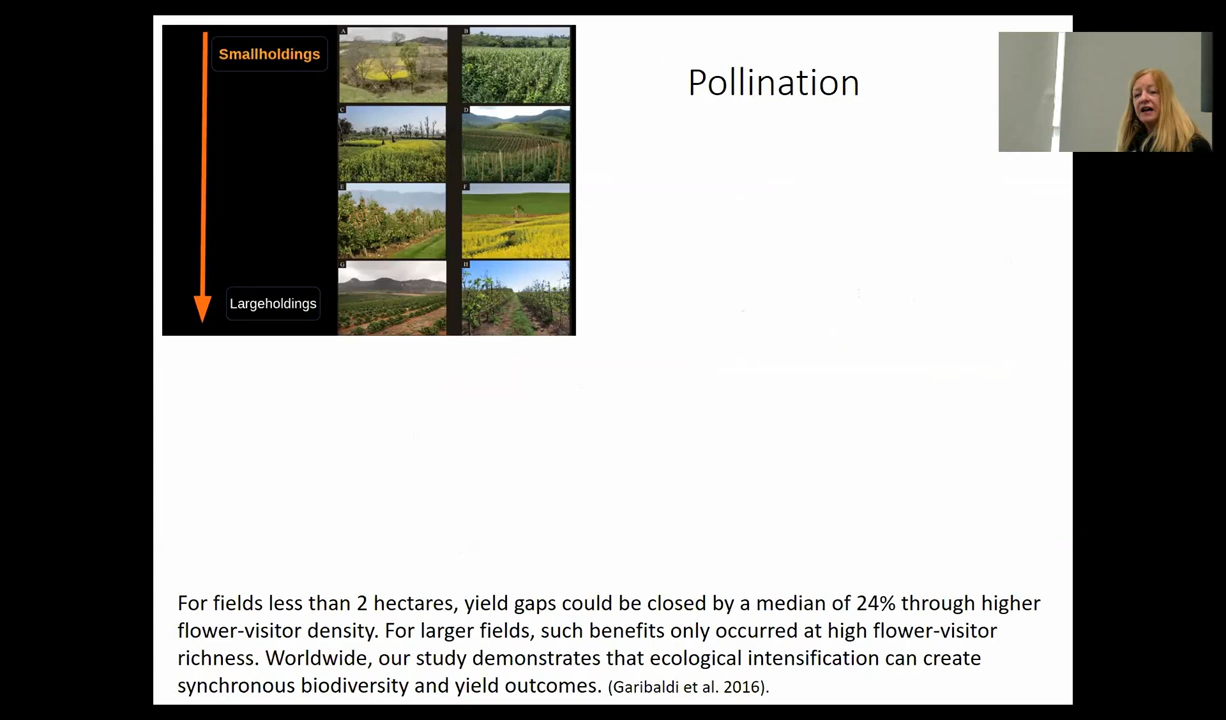 Smallholdings
A
B
Pollination
C
D
E
F
G
H
Largeholdings
For fields less than 2 hectares, yield gaps could be closed by a median of 24% through higher
flower-visitor density. For larger fields, such benefits only occurred at high flower-visitor
richness. Worldwide, our study demonstrates that ecological intensification can create
synchronous biodiversity and yield outcomes. (Garibaldi et al. 2016).